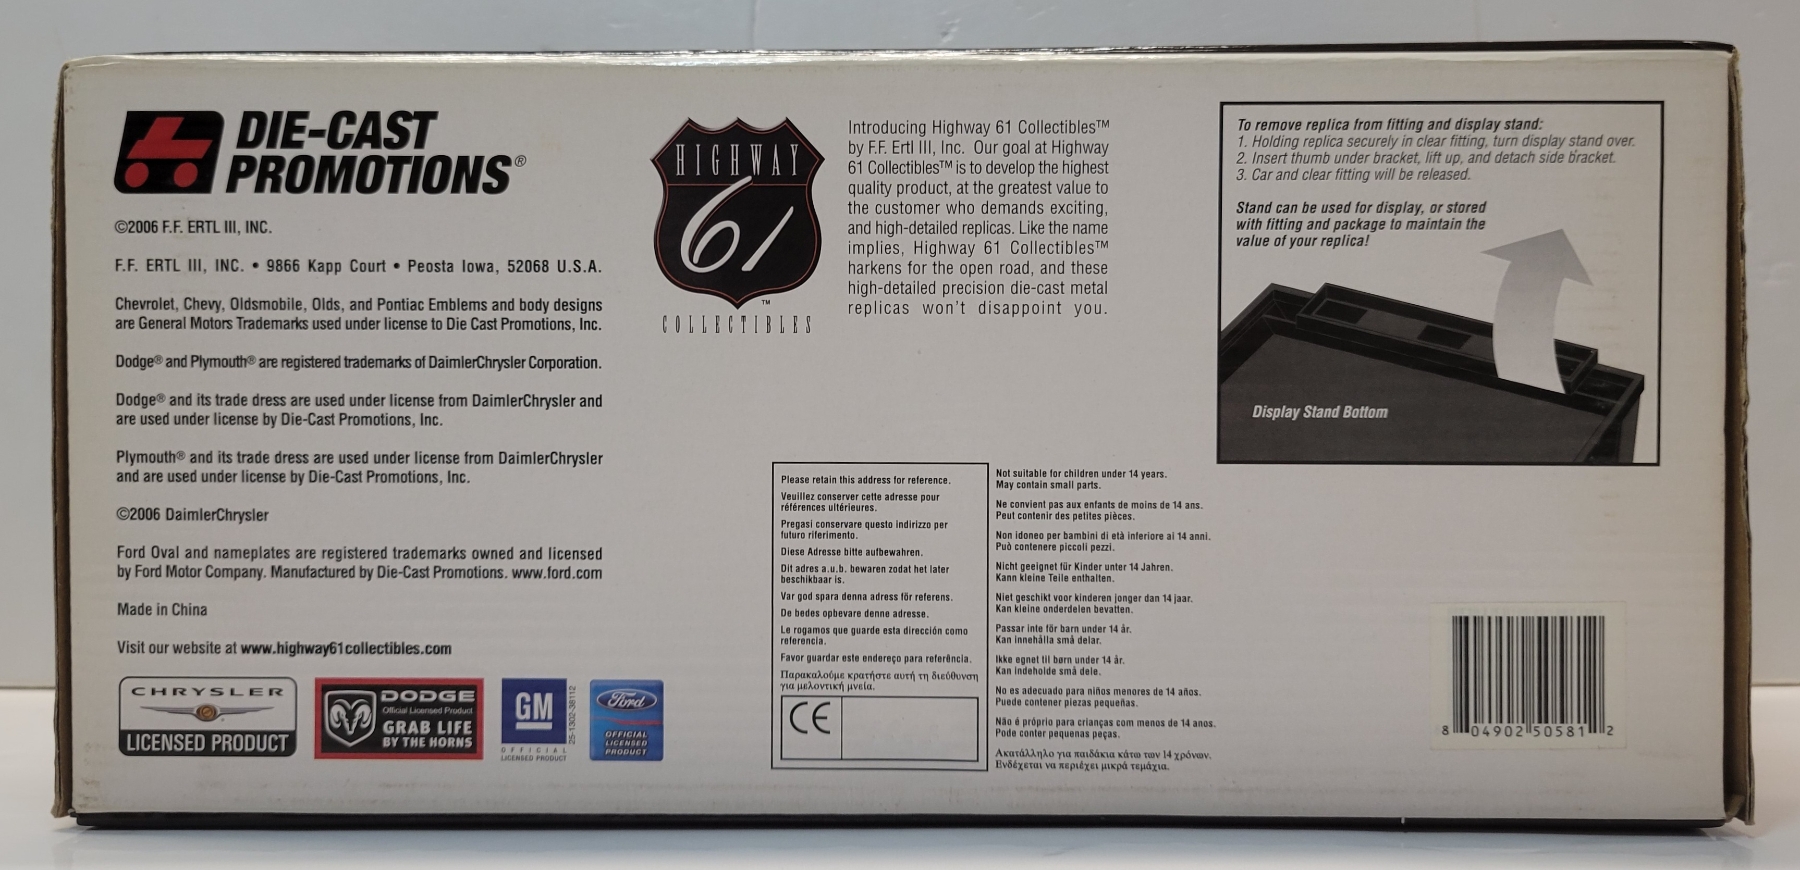 DIE-CAST
PROMOTIONS®
©2006 F.F. ERTL III, INC.
F.F. ERTL III, INC. • 9866 Kapp Court • Peosta Iowa, 52068 U.S.A.
Chevrolet, Chevy, Oldsmobile, Olds, and Pontiac Emblems and body designs
are General Motors Trademarks used under license to Die Cast Promotions, Inc.
Dodge® and Plymouth® are registered trademarks of DaimlerChrysler Corporation.
Dodge® and its trade dress are used under license from DaimlerChrysler and
are used under license by Die-Cast Promotions, Inc.
Plymouth® and its trade dress are used under license from DaimlerChrysler
and are used under license by Die-Cast Promotions, Inc.
©2006 DaimlerChrysler
Ford Oval and nameplates are registered trademarks owned and licensed
by Ford Motor Company. Manufactured by Die-Cast Promotions. www.ford.com
Made in China
Visit our website at www.highway61collectibles.com
CHRYSLER
LICENSED PRODUCT
DODGE
Official Licensed Product
GRAB LIFE
BY THE HORNS
GM
OFFICIAL
LICENSED PRODUCT
25-1302-38112
Ford
OFFICIAL
LICENSED
PRODUCT
HIGHWAY
61
TM
COLLECTIBLES
Introducing Highway 61 Collectibles™
by F.F. Ertl III, Inc. Our goal at Highway
61 Collectibles™ is to develop the highest
quality product, at the greatest value to
the customer who demands exciting,
and high-detailed replicas. Like the name
implies, Highway 61 Collectibles™
harkens for the open road, and these
high-detailed precision die-cast metal
replicas won't disappoint you.
Please retain this address for reference.
Veuillez conserver cette adresse pour
références ultérieures.
Pregasi conservare questo indirizzo per
futuro riferimento.
Diese Adresse bitte aufbewahren.
Dit adres a.u.b. bewaren zodat het later
beschikbaar is.
Var god spara denna adress för referens.
De bedes opbevare denne adresse.
Le rogamos que guarde esta dirección como
referencia.
Favor guardar este endereço para referência.
Παρακαλούμε κρατήστε αυτή τη διεύθυνση
για μελοντική μνεία.
CE
Not suitable for children under 14 years.
May contain small parts.
Ne convient pas aux enfants de moins de 14 ans.
Peut contenir des petites pièces.
Non idoneo per bambini di età inferiore ai 14 anni.
Può contenere piccoli pezzi.
Nicht geeignet für Kinder unter 14 Jahren.
Kann kleine Teile enthalten.
Niet geschikt voor kinderen jonger dan 14 jaar.
Kan kleine onderdelen bevatten.
Passar inte för barn under 14 år.
Kan innehålla små delar.
Ikke egnet til børn under 14 år.
Kan indeholde små dele.
No es adecuado para niños menores de 14 años.
Puede contener piezas pequeñas.
Não é próprio para crianças com menos de 14 anos.
Pode conter pequenas peças.
Ακατάλληλο για παιδάκια κάτω των 14 χρόνων.
Ενδέχεται να περιέχει μικρά τεμάχια.
To remove replica from fitting and display stand:
1. Holding replica securely in clear fitting, turn display stand over.
2. Insert thumb under bracket, lift up, and detach side bracket.
3. Car and clear fitting will be released.
Stand can be used for display, or stored
with fitting and package to maintain the
value of your replica!
Display Stand Bottom
8 04902 50581 2